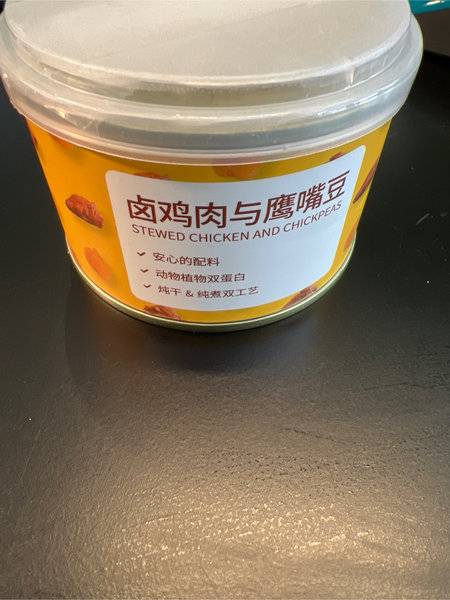 卤鸡肉与鹰嘴豆
STEWED CHICKEN AND CHICKPEAS
✓ 安心的配料
✓ 动物植物双蛋白
✓ 炖干 & 纯煮双工艺